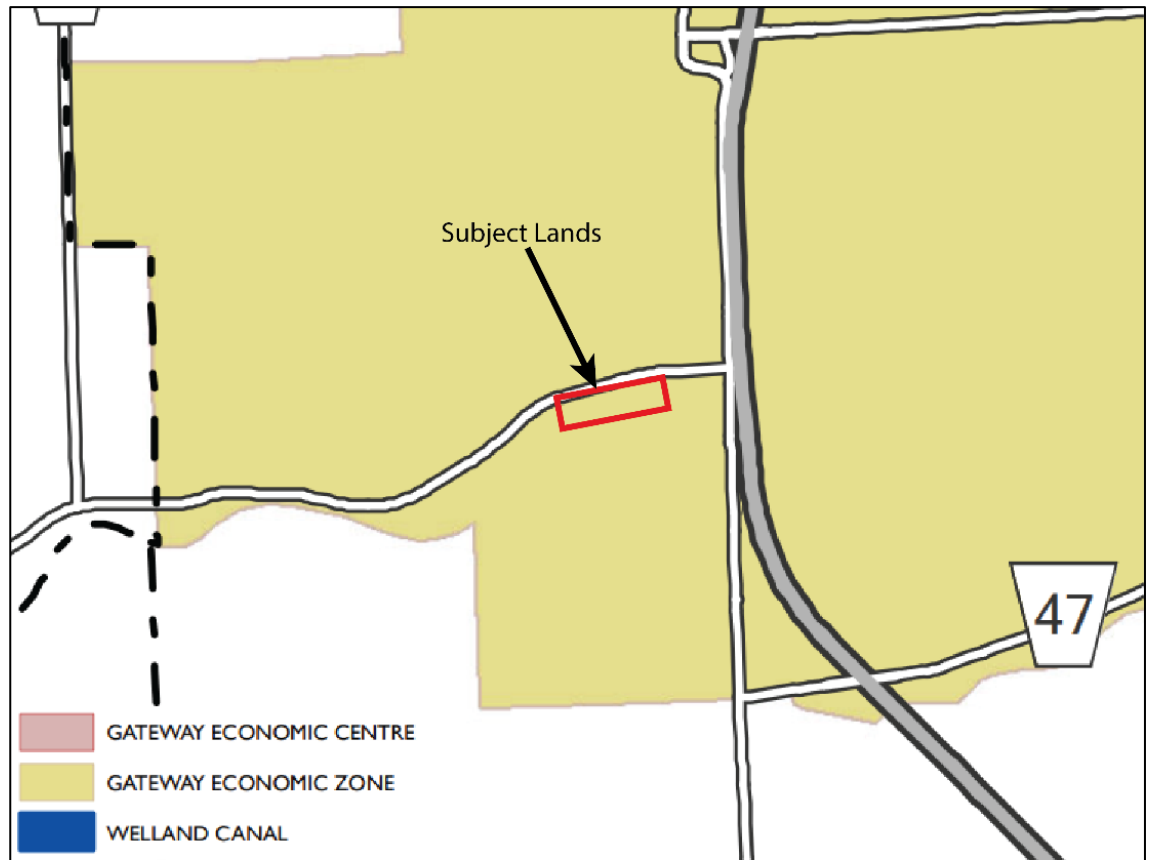 Subject Lands
47
GATEWAY ECONOMIC CENTRE
GATEWAY ECONOMIC ZONE
WELLAND CANAL